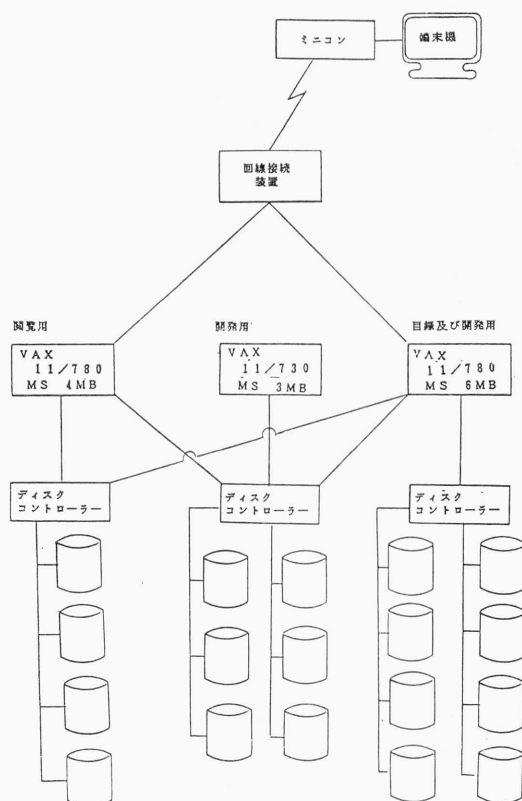 ミニコン
端末機
回線接続
装置
閲覧用
VAX
11/780
MS 4MB
開発用
VAX
11/730
MS 3MB
目録及び開発用
VAX
11/780
MS 6MB
ディスク
コントローラー
ディスク
コントローラー
ディスク
コントローラー